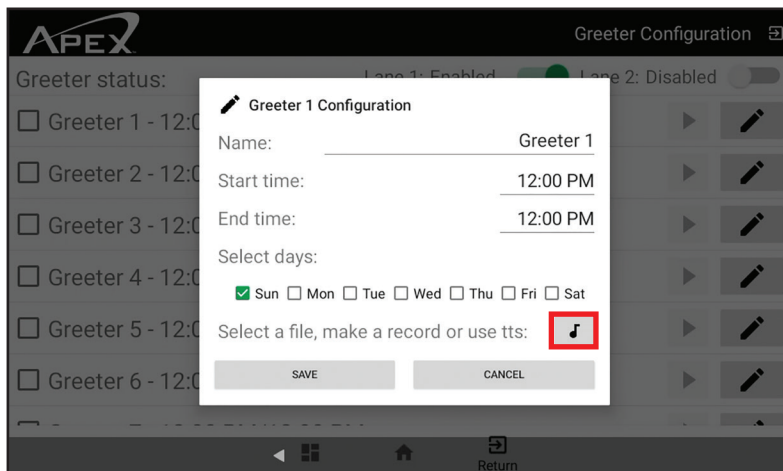 APEX
Greeter Configuration
Greeter status: Lane 1: Enabled Lane 2: Disabled
Greeter 1 - 12:0
Greeter 2 - 12:0
Greeter 3 - 12:0
Greeter 4 - 12:0
Greeter 5 - 12:0
Greeter 6 - 12:0
Greeter 1 Configuration
Name: Greeter 1
Start time: 12:00 PM
End time: 12:00 PM
Select days:
Sun Mon Tue Wed Thu Fri Sat
Select a file, make a record or use tts:
SAVE CANCEL
Return